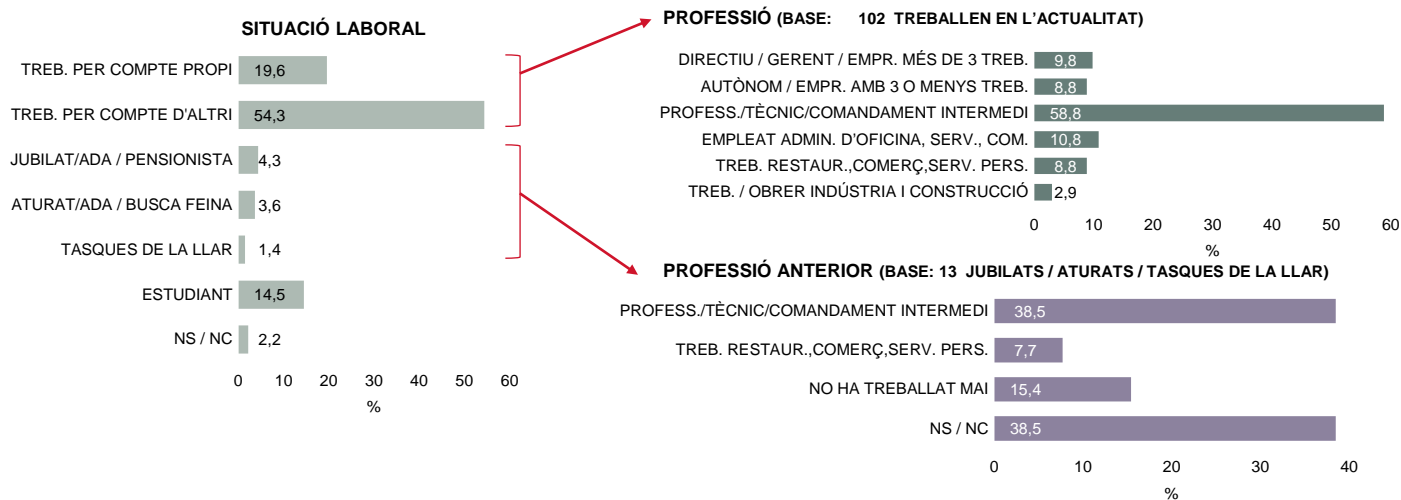 SITUACIÓ LABORAL
TREB. PER COMPTE PROPI 19,6
TREB. PER COMPTE D'ALTRI 54,3
JUBILAT/ADA / PENSIONISTA 4,3
ATURAT/ADA / BUSCA FEINA 3,6
TASQUES DE LA LLAR 1,4
ESTUDIANT 14,5
NS / NC 2,2
0 10 20 30 40 50 60
%
PROFESSIÓ (BASE: 102 TREBALLEN EN L'ACTUALITAT)
DIRECTIU / GERENT / EMPR. MÉS DE 3 TREB. 9,8
AUTÒNOM / EMPR. AMB 3 O MENYS TREB. 8,8
PROFESS./TÈCNIC/COMANDAMENT INTERMEDI 58,8
EMPLEAT ADMIN. D'OFICINA, SERV., COM. 10,8
TREB. RESTAUR.,COMERÇ,SERV. PERS. 8,8
TREB. / OBRER INDÚSTRIA I CONSTRUCCIÓ 2,9
0 10 20 30 40 50 60
%
PROFESSIÓ ANTERIOR (BASE: 13 JUBILATS / ATURATS / TASQUES DE LA LLAR)
PROFESS./TÈCNIC/COMANDAMENT INTERMEDI 38,5
TREB. RESTAUR.,COMERÇ,SERV. PERS. 7,7
NO HA TREBALLAT MAI 15,4
NS / NC 38,5
0 10 20 30 40
%